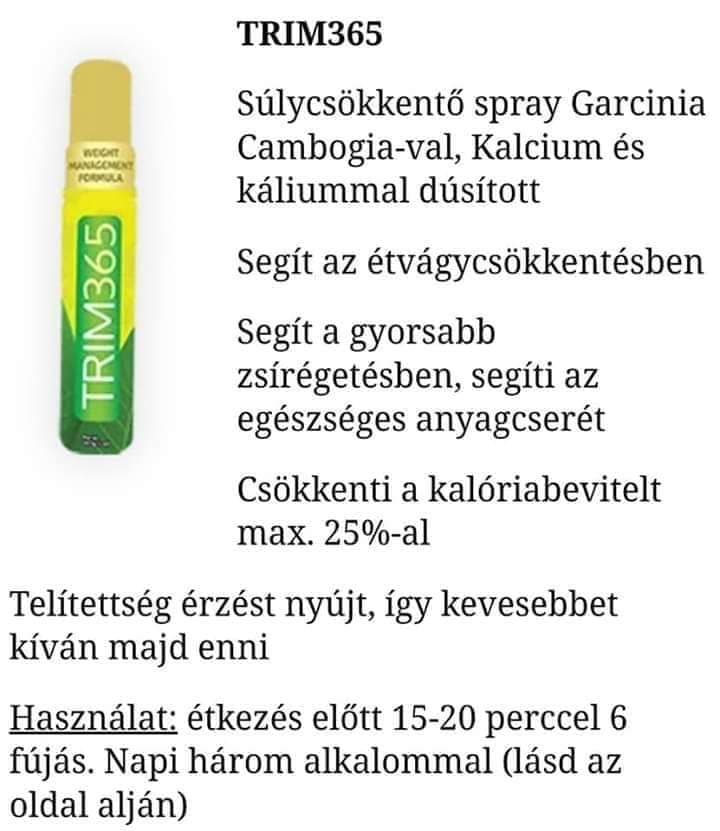 TRIM365
Súlycsökkentő spray Garcinia
Cambogia-val, Kalcium és
káliummal dúsított
Segít az étvágycsökkentésben
Segít a gyorsabb
zsírégetésben, segíti az
egészséges anyagcserét
Csökkenti a kalóriabevitelt
max. 25%-al
WEIGHT
MANAGEMENT
FORMULA
TRIM365
Telítettség érzést nyújt, így kevesebbet
kíván majd enni
Használat: étkezés előtt 15-20 perccel 6
fújás. Napi három alkalommal (lásd az
oldal alján)